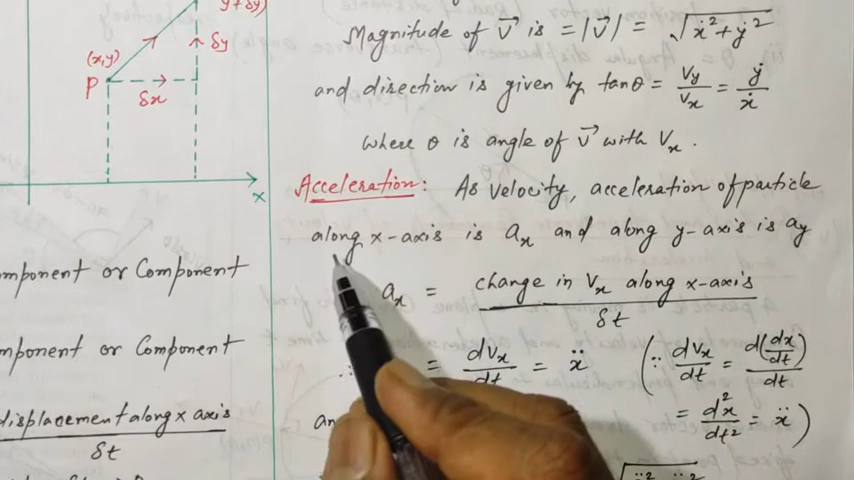 y+δy)
(x,y)
δy
P
δx
x
omponent or Component
mponent or Component
displacement along x axis
δt
Magnitude of v⃗ is = |v⃗| = √ẋ²+ẏ²
and direction is given by tanθ = Vy/Vx = ẏ/ẋ
where θ is angle of v⃗ with Vx.
Acceleration: As velocity, acceleration of particle
along x-axis is ax and along y-axis is ay
ax = change in Vx along x-axis / δt
∴ = dVx/dt = ẍ (∵ dVx/dt = d(dx/dt)/dt
= d²x/dt² = ẍ)
an